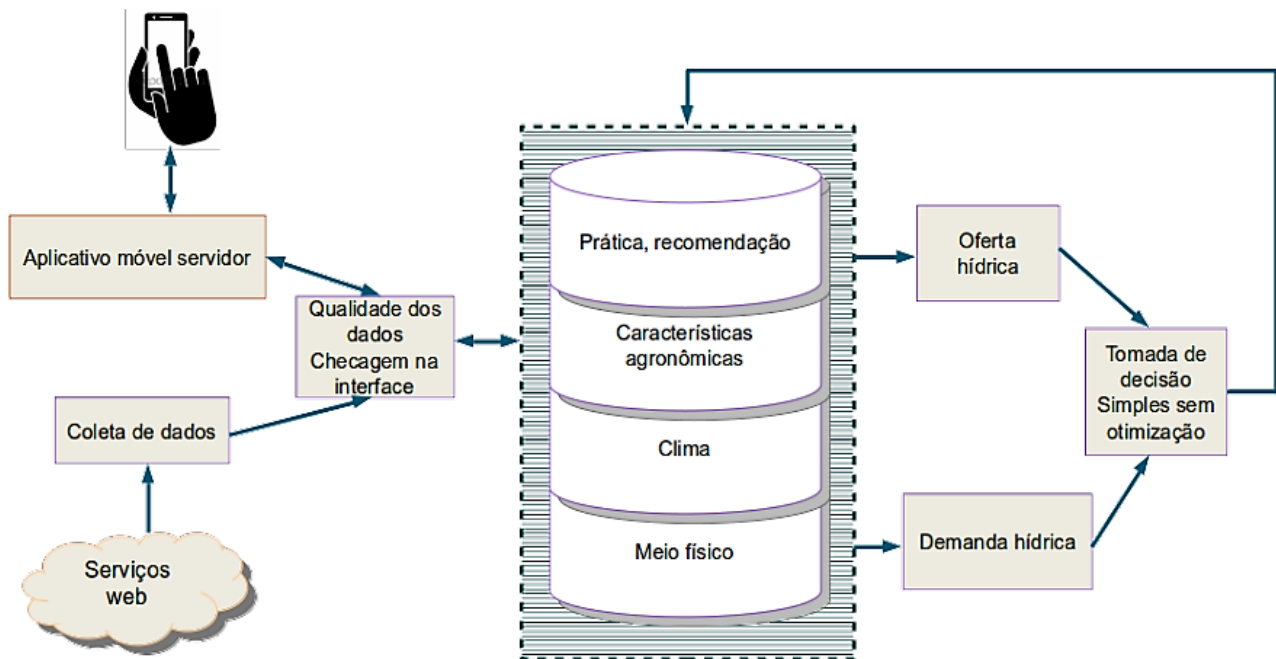 Aplicativo móvel servidor
Qualidade dos
dados
Checagem na
interface
Coleta de dados
Serviços
web
Prática, recomendação
Características
agronômicas
Clima
Meio físico
Oferta
hídrica
Demanda hídrica
Tomada de
decisão
Simples sem
otimização